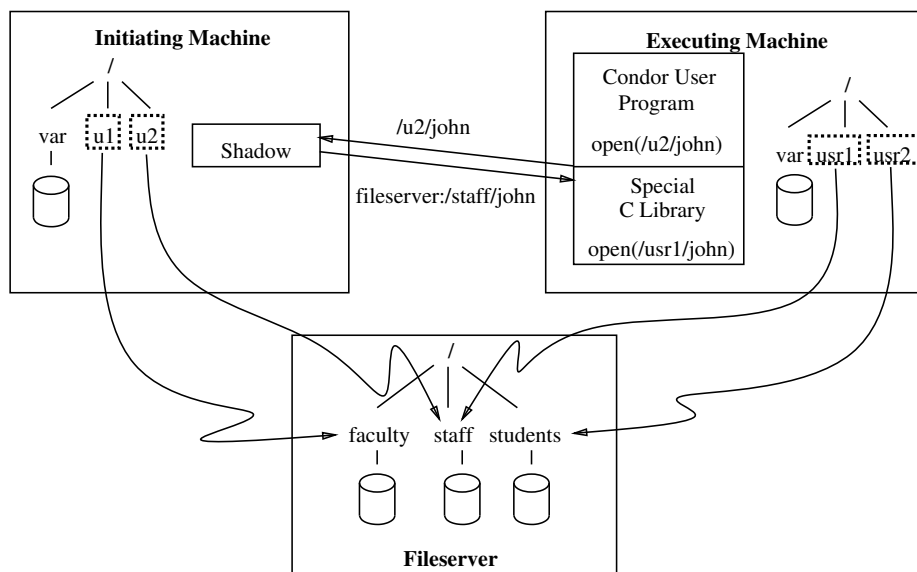 Initiating Machine
/
var u1 u2
Shadow
/u2/john
fileserver:/staff/john
Executing Machine
Condor User
Program
open(/u2/john)
Special
C Library
open(/usr1/john)
/
var usr1 usr2
/
faculty staff students
Fileserver